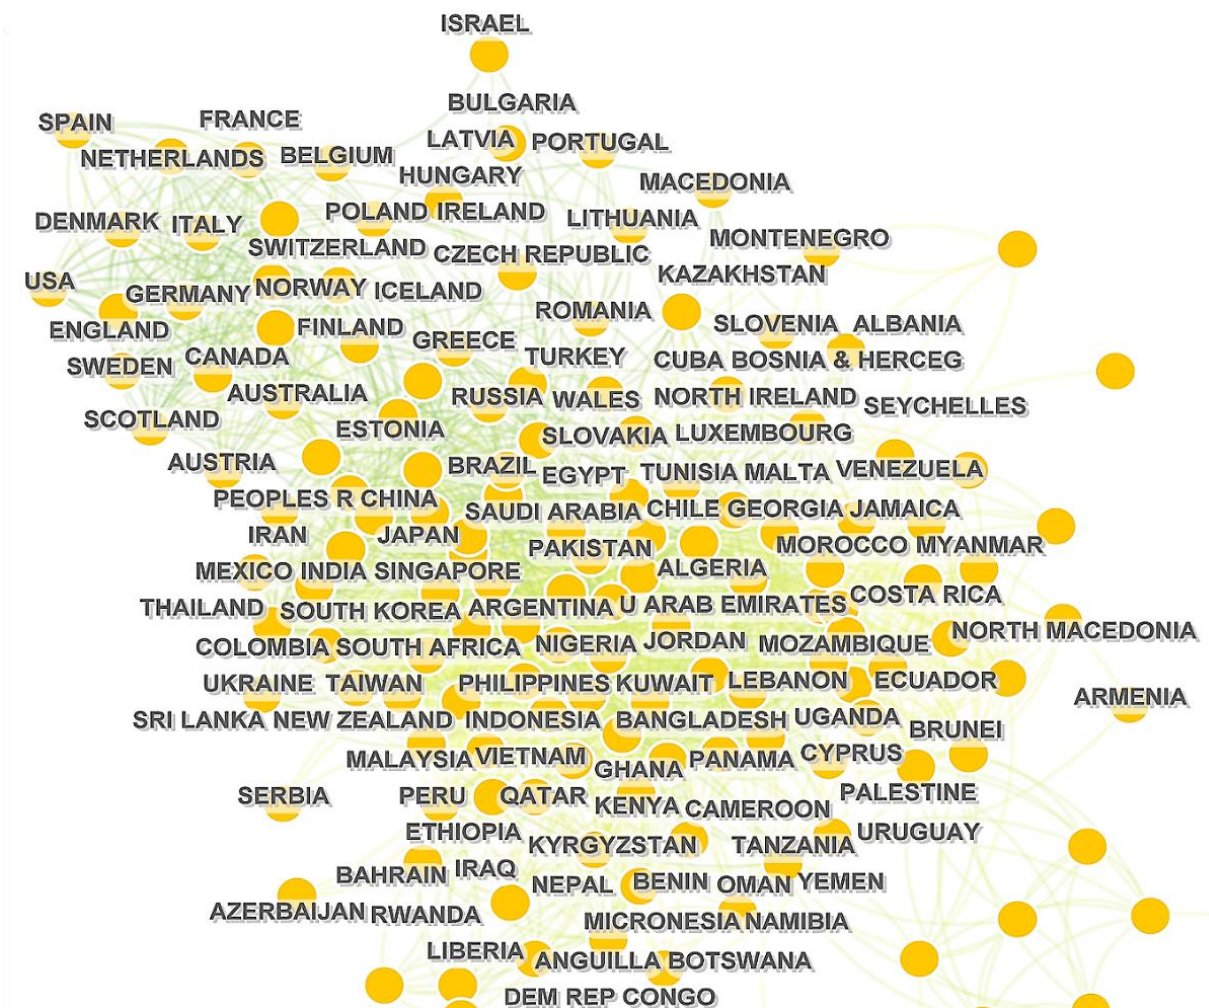 ISRAEL
BULGARIA
SPAIN
FRANCE
LATVIA
PORTUGAL
NETHERLANDS
BELGIUM
HUNGARY
MACEDONIA
DENMARK
ITALY
POLAND
IRELAND
LITHUANIA
SWITZERLAND
CZECH REPUBLIC
MONTENEGRO
KAZAKHSTAN
USA
GERMANY
NORWAY
ICELAND
ROMANIA
ENGLAND
FINLAND
GREECE
SLOVENIA
ALBANIA
SWEDEN
CANADA
TURKEY
CUBA
BOSNIA & HERCEG
AUSTRALIA
RUSSIA
WALES
NORTH IRELAND
SEYCHELLES
SCOTLAND
ESTONIA
SLOVAKIA
LUXEMBOURG
AUSTRIA
BRAZIL
EGYPT
TUNISIA
MALTA
VENEZUELA
PEOPLES R CHINA
SAUDI ARABIA
CHILE
GEORGIA
JAMAICA
IRAN
JAPAN
PAKISTAN
MOROCCO
MYANMAR
MEXICO
INDIA
SINGAPORE
ALGERIA
THAILAND
SOUTH KOREA
ARGENTINA
U ARAB EMIRATES
COSTA RICA
COLOMBIA
SOUTH AFRICA
NIGERIA
JORDAN
MOZAMBIQUE
NORTH MACEDONIA
UKRAINE
TAIWAN
PHILIPPINES
KUWAIT
LEBANON
ECUADOR
ARMENIA
SRI LANKA
NEW ZEALAND
INDONESIA
BANGLADESH
UGANDA
BRUNEI
MALAYSIA
VIETNAM
GHANA
PANAMA
CYPRUS
SERBIA
PERU
QATAR
KENYA
CAMEROON
PALESTINE
ETHIOPIA
KYRGYZSTAN
TANZANIA
URUGUAY
BAHRAIN
IRAQ
NEPAL
BENIN
OMAN
YEMEN
AZERBAIJAN
RWANDA
MICRONESIA
NAMIBIA
LIBERIA
ANGUILLA
BOTSWANA
DEM REP CONGO